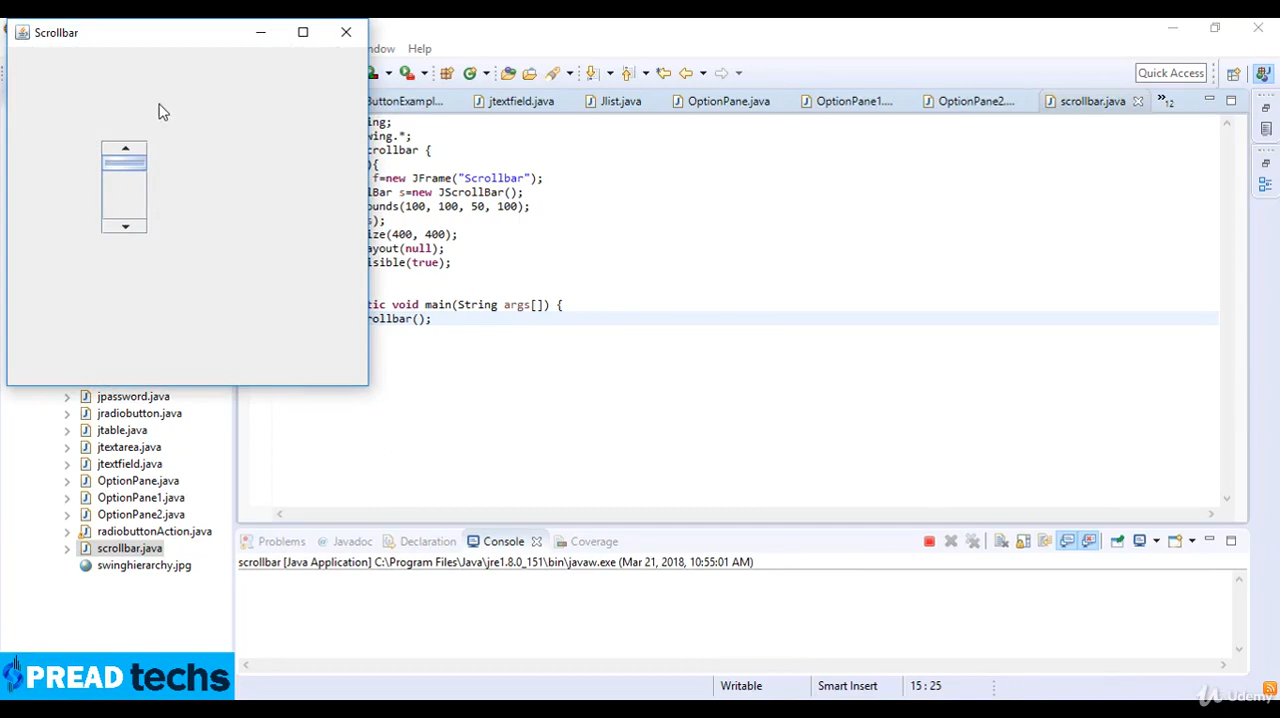 Scrollbar
ndow Help
Quick Access
ButtonExampl...
jtextfield.java
Jlist.java
OptionPane.java
OptionPane1....
OptionPane2....
scrollbar.java
»12
ing;
wing.*;
crollbar {
){
f=new JFrame("Scrollbar");
llBar s=new JScrollBar();
ounds(100, 100, 50, 100);
s);
ize(400, 400);
ayout(null);
isible(true);
tic void main(String args[]) {
rollbar();
jpassword.java
jradiobutton.java
jtable.java
jtextarea.java
jtextfield.java
OptionPane.java
OptionPane1.java
OptionPane2.java
radiobuttonAction.java
scrollbar.java
swinghierarchy.jpg
Problems
Javadoc
Declaration
Console
Coverage
scrollbar [Java Application] C:\Program Files\Java\jre1.8.0_151\bin\javaw.exe (Mar 21, 2018, 10:55:01 AM)
SPREAD techs
Writable
Smart Insert
15 : 25
Udemy